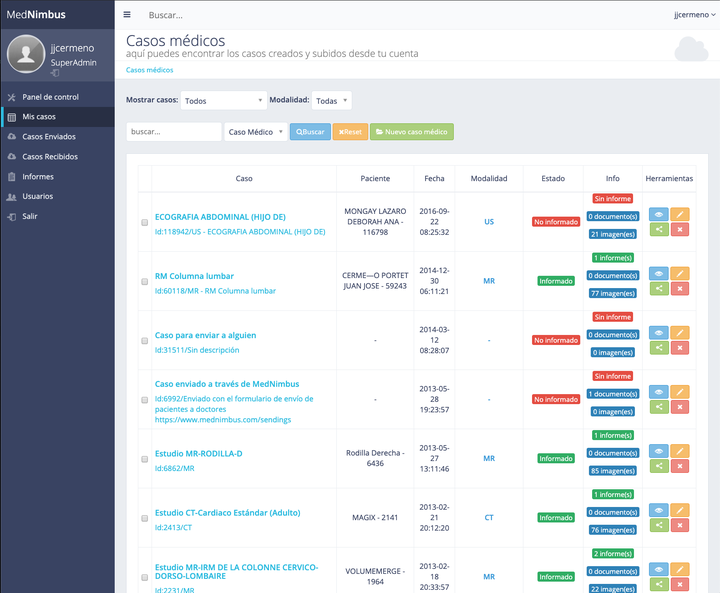 MedNimbus
Buscar...
jjcermeno
jjcermeno
SuperAdmin
Panel de control
Mis casos
Casos Enviados
Casos Recibidos
Informes
Usuarios
Salir
Casos médicos
aquí puedes encontrar los casos creados y subidos desde tu cuenta
Casos médicos
Mostrar casos: Todos Modalidad: Todas
buscar... Caso Médico Buscar Reset Nuevo caso médico
Caso Paciente Fecha Modalidad Estado Info Herramientas
ECOGRAFIA ABDOMINAL (HIJO DE)
Id:118942/US - ECOGRAFIA ABDOMINAL (HIJO DE)
MONGAY LAZARO
DEBORAH ANA -
116798
2016-09-
22
08:25:32
US
No informado
Sin informe
0 documento(s)
21 imagen(es)
RM Columna lumbar
Id:60118/MR - RM Columna lumbar
CERME—O PORTET
JUAN JOSE - 59243
2014-12-
30
06:11:21
MR
Informado
1 informe(s)
0 documento(s)
77 imagen(es)
Caso para enviar a alguien
Id:31511/Sin descripción
-
2014-03-
12
08:28:07
-
No informado
Sin informe
0 documento(s)
0 imagen(es)
Caso enviado a través de MedNimbus
Id:6992/Enviado con el formulario de envío de
pacientes a doctores
https://www.mednimbus.com/sendings
-
2013-05-
28
19:23:57
-
No informado
Sin informe
1 documento(s)
0 imagen(es)
Estudio MR-RODILLA-D
Id:6862/MR
Rodilla Derecha -
6436
2013-05-
27
13:11:46
MR
Informado
1 informe(s)
0 documento(s)
85 imagen(es)
Estudio CT-Cardiaco Estándar (Adulto)
Id:2413/CT
MAGIX - 2141
2013-02-
21
20:12:20
CT
Informado
1 informe(s)
0 documento(s)
76 imagen(es)
Estudio MR-IRM DE LA COLONNE CERVICO-
DORSO-LOMBAIRE
Id:2231/MR
VOLUMEMERGE -
1964
2013-02-
18
20:33:57
MR
Informado
2 informe(s)
0 documento(s)
22 imagen(es)